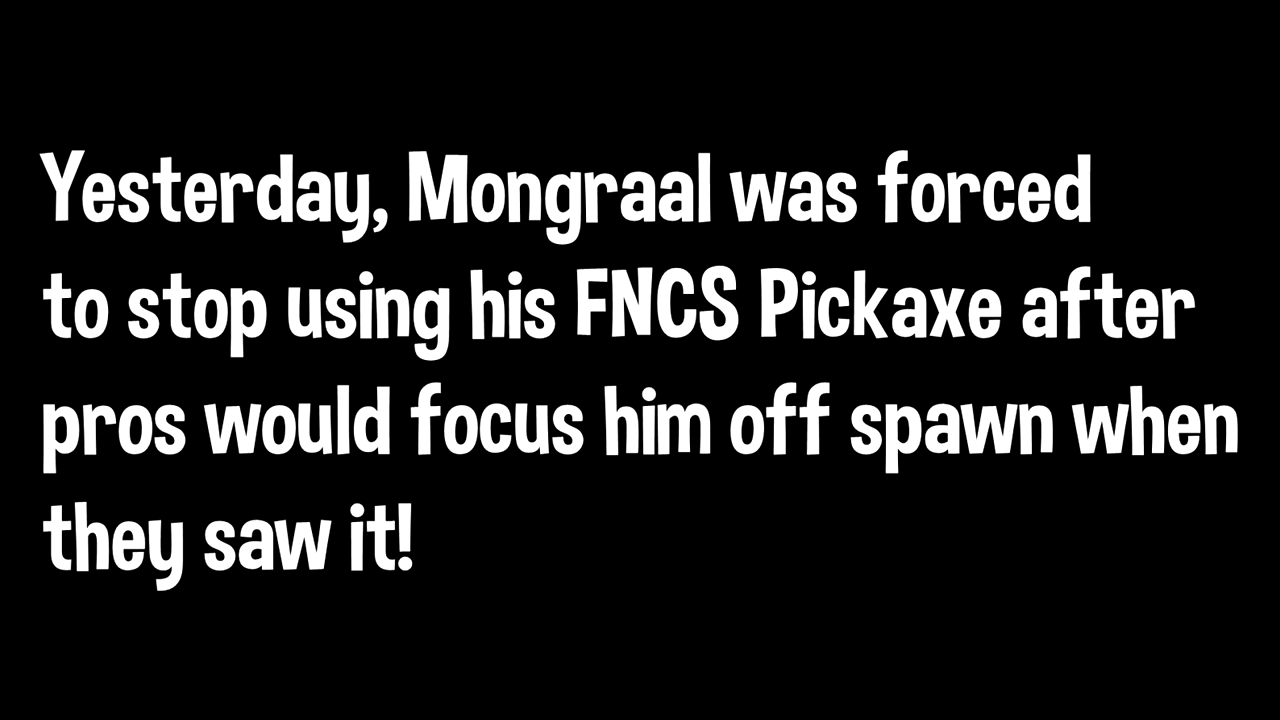 Yesterday, Mongraal was forced
to stop using his FNCS Pickaxe after
pros would focus him off spawn when
they saw it!